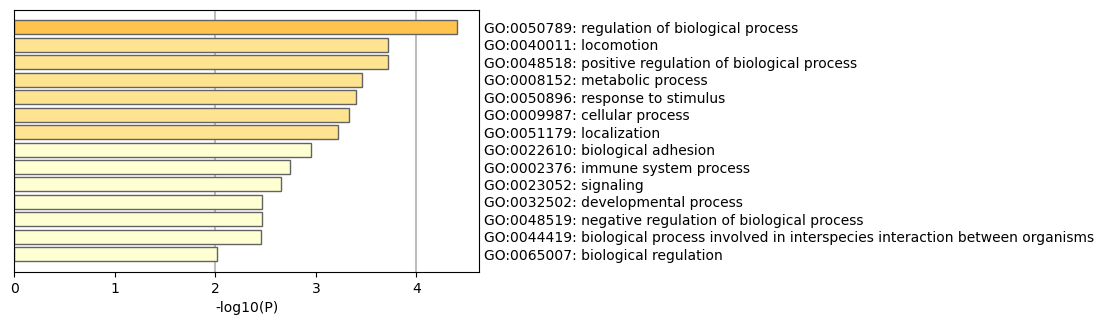 GO:0050789: regulation of biological process
GO:0040011: locomotion
GO:0048518: positive regulation of biological process
GO:0008152: metabolic process
GO:0050896: response to stimulus
GO:0009987: cellular process
GO:0051179: localization
GO:0022610: biological adhesion
GO:0002376: immune system process
GO:0023052: signaling
GO:0032502: developmental process
GO:0048519: negative regulation of biological process
GO:0044419: biological process involved in interspecies interaction between organisms
GO:0065007: biological regulation
0 1 2 3 4
-log10(P)